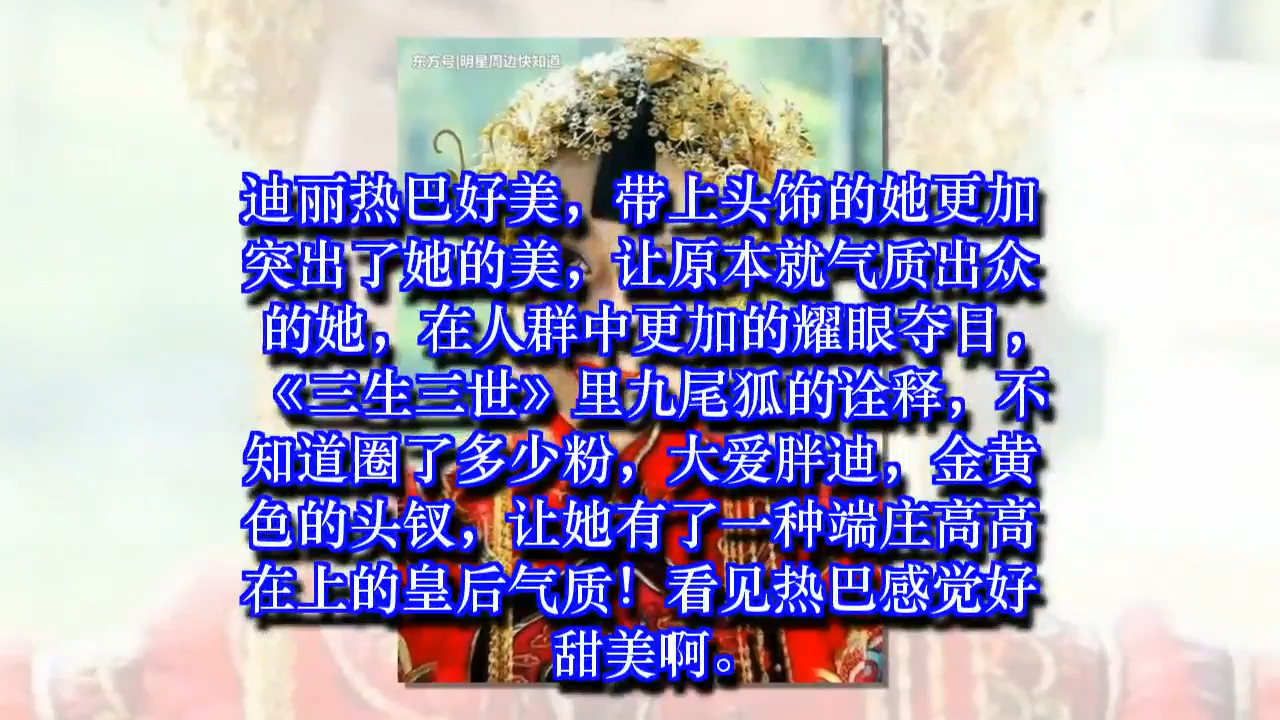 东方号|明星周边快知道
迪丽热巴好美，带上头饰的她更加
突出了她的美，让原本就气质出众
的她，在人群中更加的耀眼夺目，
《三生三世》里九尾狐的诠释，不
知道圈了多少粉，大爱胖迪，金黄
色的头钗，让她有了一种端庄高高
在上的皇后气质！看见热巴感觉好
甜美啊。